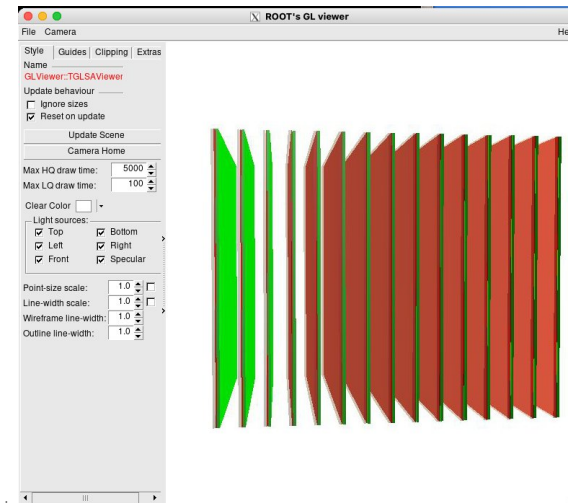 ROOT's GL viewer
File Camera He
Style Guides Clipping Extras
Name
GLViewer::TGLSAViewer
Update behaviour
Ignore sizes
Reset on update
Update Scene
Camera Home
Max HQ draw time: 5000
Max LQ draw time: 100
Clear Color
Light sources:
Top Bottom
Left Right
Front Specular
Point-size scale: 1.0
Line-width scale: 1.0
Wireframe line-width: 1.0
Outline line-width: 1.0